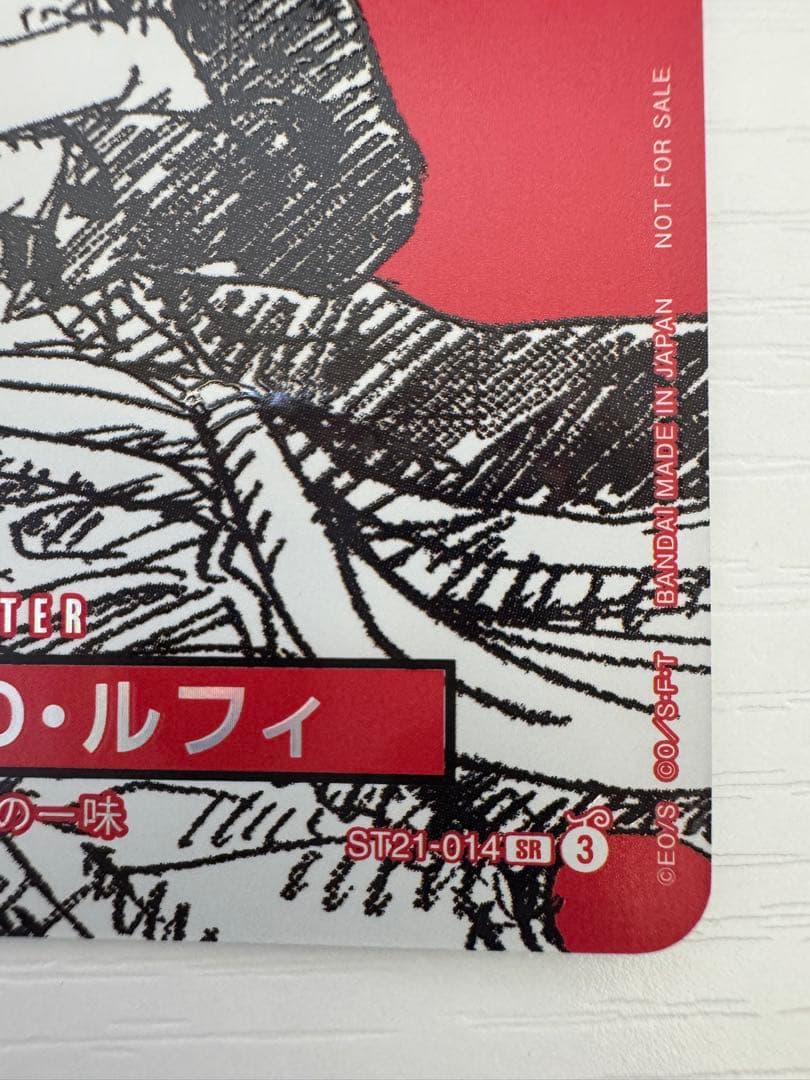 NOT FOR SALE
BANDAI MADE IN JAPAN
©O/S·F·T
©EO/S
TER
D・ルフィ
の一味
ST21-014 SR 3